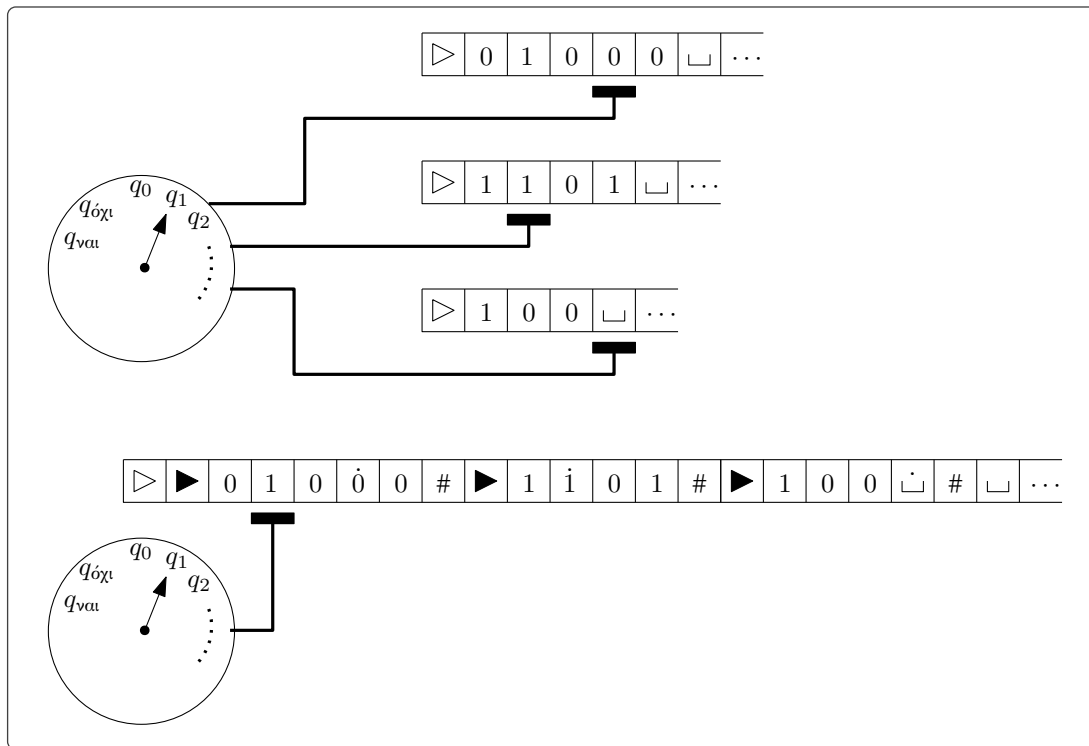 ▷ 0 1 0 0 0 ⊔ ...
▷ 1 1 0 1 ⊔ ...
q₀
q₁
q₂
qόχι
qναι
▷ 1 0 0 ⊔ ...
▷ ▶ 0 1 0 0̇ 0 # ▶ 1 1̇ 0 1 # ▶ 1 0 0 ⊔̇ # ⊔ ...
q₀
q₁
q₂
qόχι
qναι